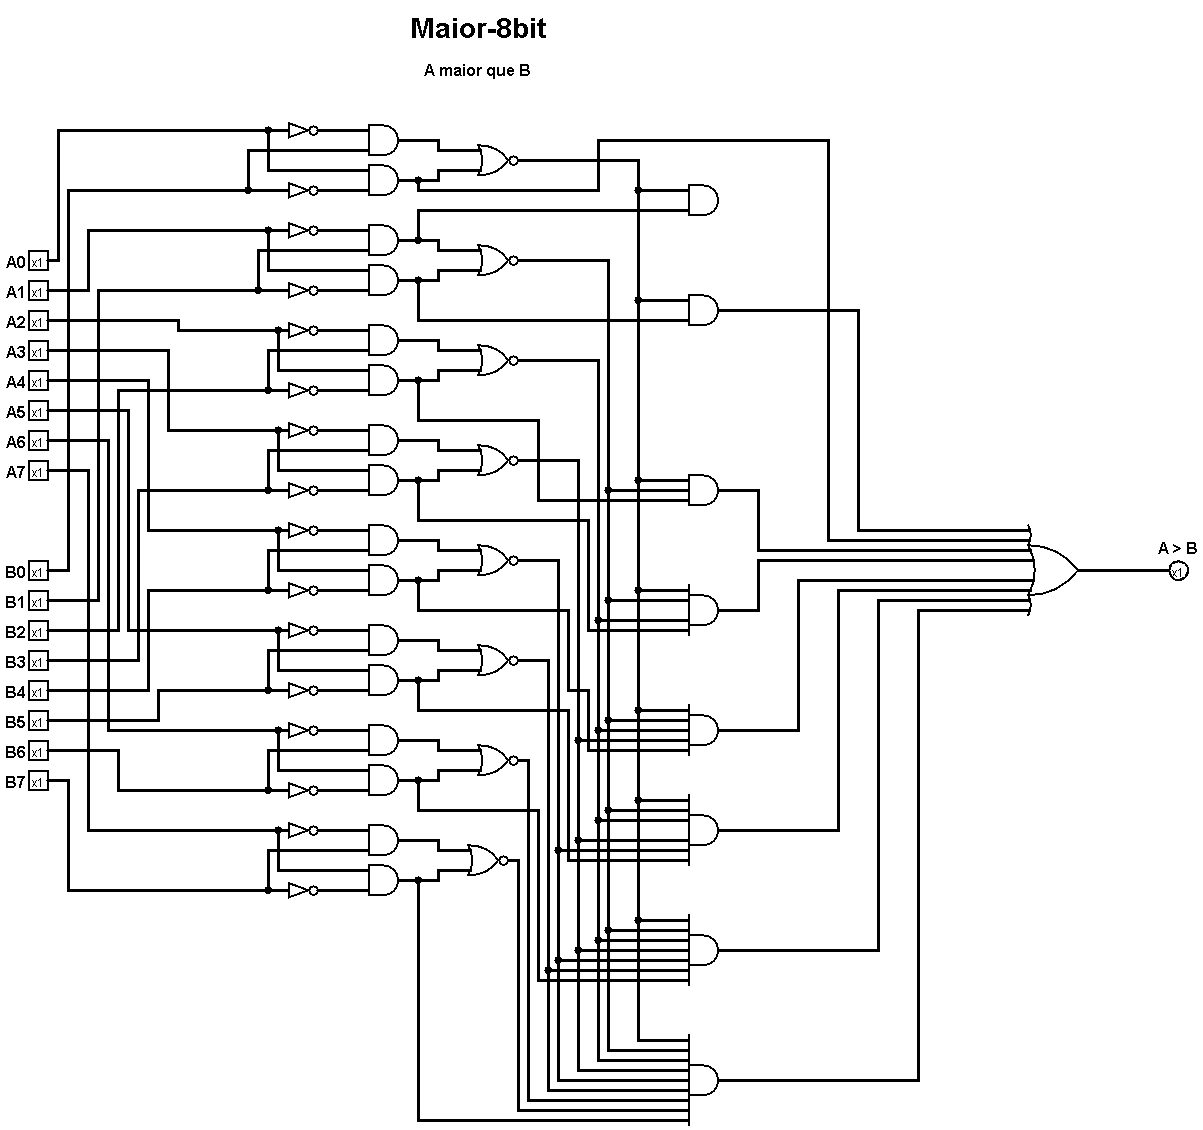 Maior-8bit
A maior que B
A0 x1
A1 x1
A2 x1
A3 x1
A4 x1
A5 x1
A6 x1
A7 x1
B0 x1
B1 x1
B2 x1
B3 x1
B4 x1
B5 x1
B6 x1
B7 x1
A > B
x1